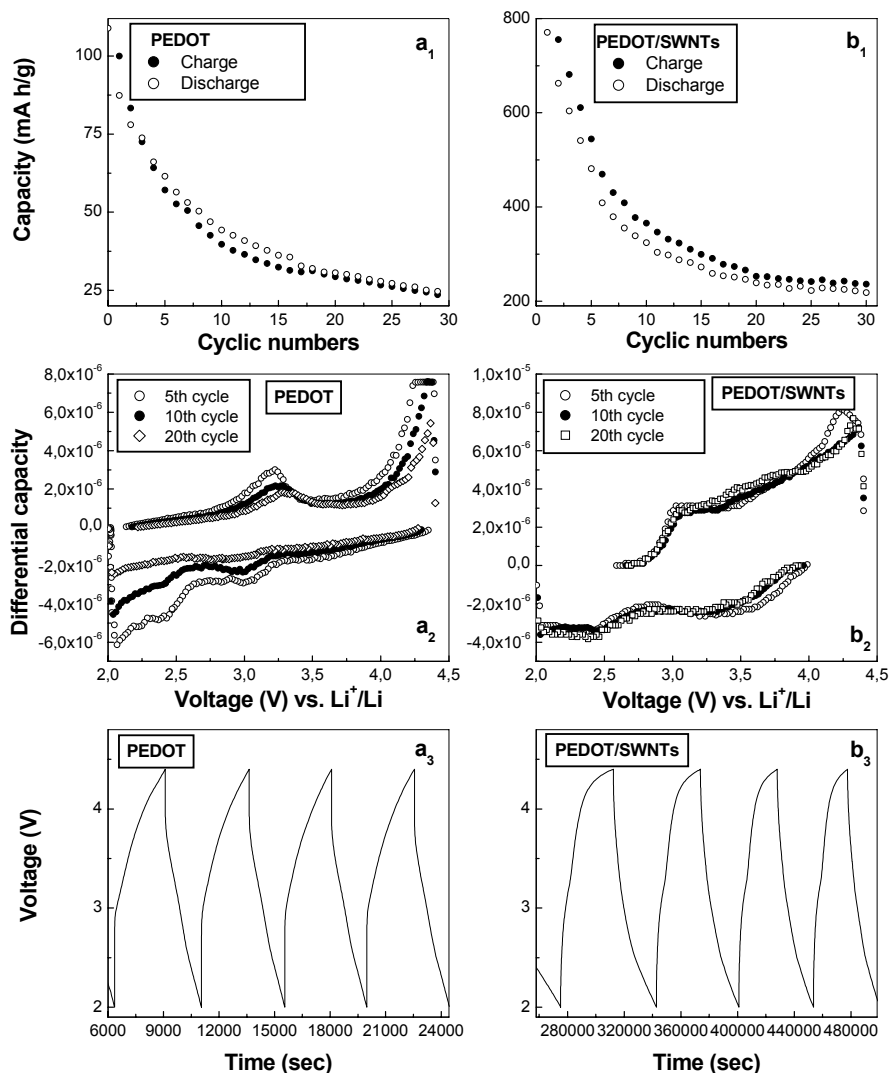 PEDOT
Charge
Discharge
a1
100
75
50
25
0 5 10 15 20 25 30
Capacity (mA h/g)
Cyclic numbers
PEDOT/SWNTs
Charge
Discharge
b1
800
600
400
200
0 5 10 15 20 25 30
Cyclic numbers
5th cycle
10th cycle
20th cycle
PEDOT
a2
8,0x10-6
6,0x10-6
4,0x10-6
2,0x10-6
0,0
-2,0x10-6
-4,0x10-6
-6,0x10-6
2,0 2,5 3,0 3,5 4,0 4,5
Differential capacity
Voltage (V) vs. Li+/Li
5th cycle
10th cycle
20th cycle
PEDOT/SWNTs
b2
1,0x10-5
8,0x10-6
6,0x10-6
4,0x10-6
2,0x10-6
0,0
-2,0x10-6
-4,0x10-6
2,0 2,5 3,0 3,5 4,0 4,5
Voltage (V) vs. Li+/Li
PEDOT
a3
4
3
2
6000 9000 12000 15000 18000 21000 24000
Voltage (V)
Time (sec)
PEDOT/SWNTs
b3
4
3
2
280000 320000 360000 400000 440000 480000
Time (sec)